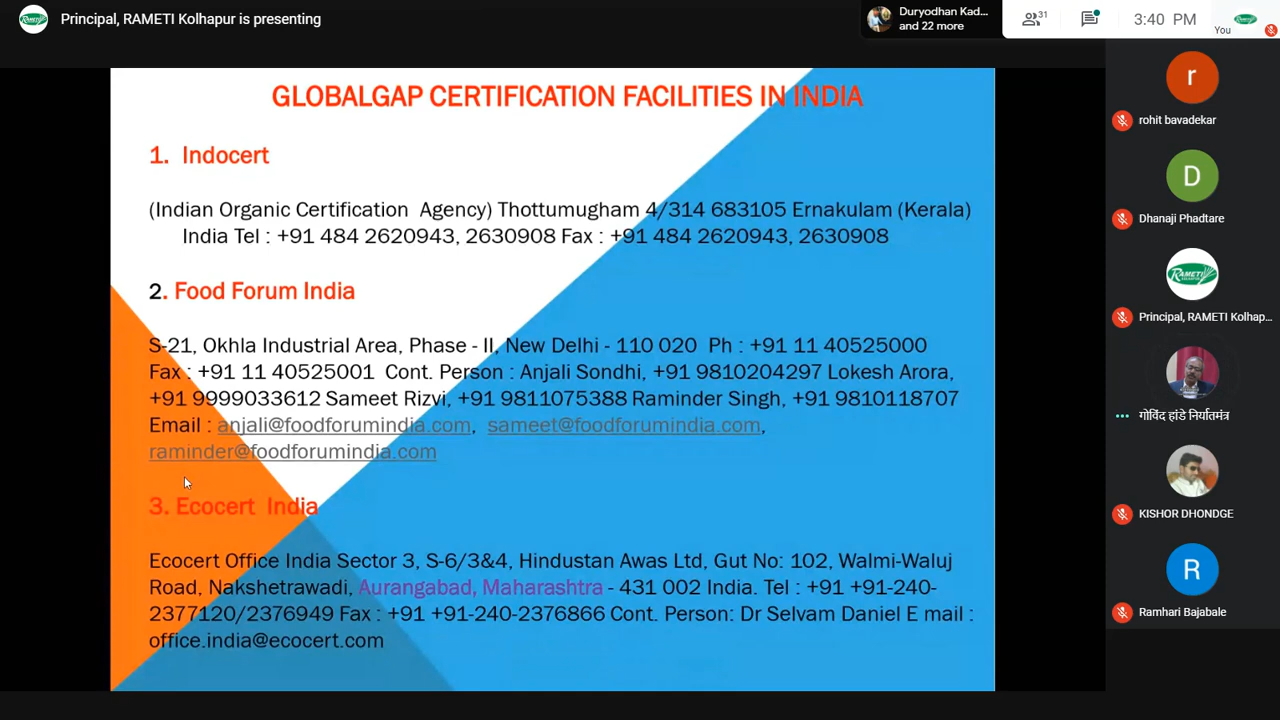 Principal, RAMETI Kolhapur is presenting
Duryodhan Kad...
and 22 more
31
3:40 PM
You
GLOBALGAP CERTIFICATION FACILITIES IN INDIA
1. Indocert
(Indian Organic Certification Agency) Thottumugham 4/314 683105 Ernakulam (Kerala)
India Tel : +91 484 2620943, 2630908 Fax : +91 484 2620943, 2630908
2. Food Forum India
S-21, Okhla Industrial Area, Phase - II, New Delhi - 110 020 Ph : +91 11 40525000
Fax : +91 11 40525001 Cont. Person : Anjali Sondhi, +91 9810204297 Lokesh Arora,
+91 9999033612 Sameet Rizvi, +91 9811075388 Raminder Singh, +91 9810118707
Email : anjali@foodforumindia.com, sameet@foodforumindia.com,
raminder@foodforumindia.com
3. Ecocert India
Ecocert Office India Sector 3, S-6/3&4, Hindustan Awas Ltd, Gut No: 102, Walmi-Waluj
Road, Nakshetrawadi, Aurangabad, Maharashtra - 431 002 India. Tel : +91 +91-240-
2377120/2376949 Fax : +91 +91-240-2376866 Cont. Person: Dr Selvam Daniel E mail :
office.india@ecocert.com
r
rohit bavadekar
D
Dhanaji Phadtare
RAMETI
Principal, RAMETI Kolhap...
गोविंद हांडे निर्यातमंत्र
KISHOR DHONDGE
R
Ramhari Bajabale